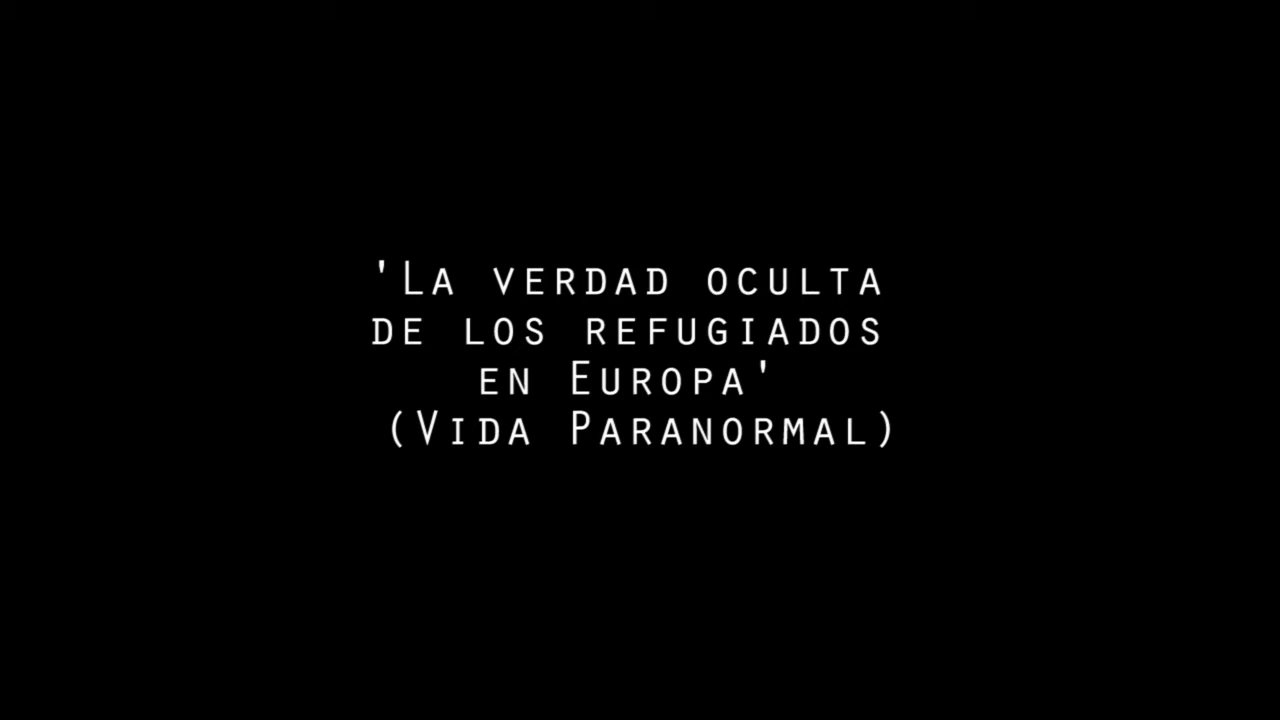 'La verdad oculta
de los refugiados
en Europa'
(Vida Paranormal)